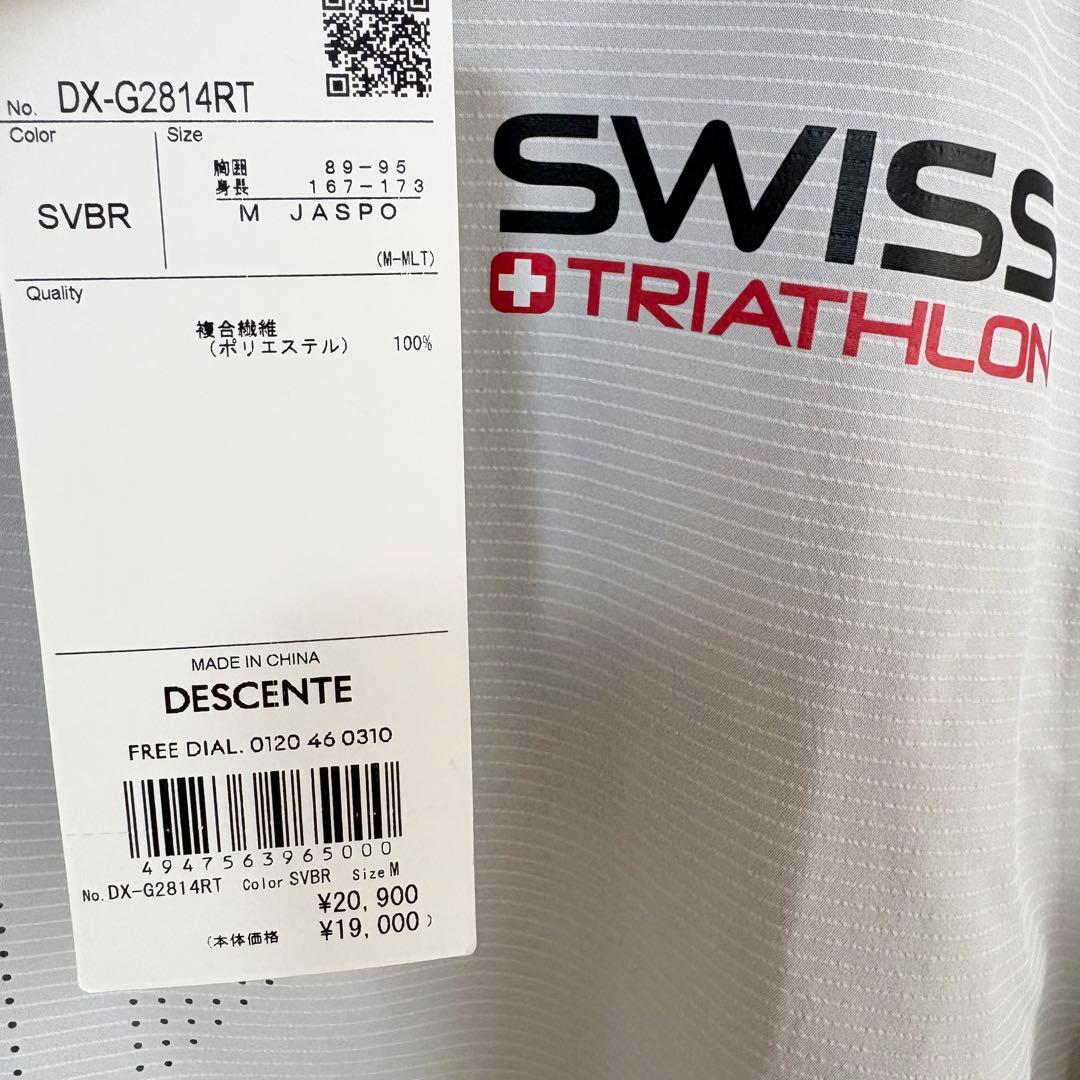 No. DX-G2814RT
Color
Size
胸囲 89-95
身長 167-173
SVBR
M JASPO
(M-MLT)
Quality
複合繊維
(ポリエステル) 100%
MADE IN CHINA
DESCENTE
FREE DIAL. 0120 46 0310
4947563965000
No. DX-G2814RT Color SVBR Size M
¥20,900
(本体価格 ¥19,000)
SWISS
TRIATHLON